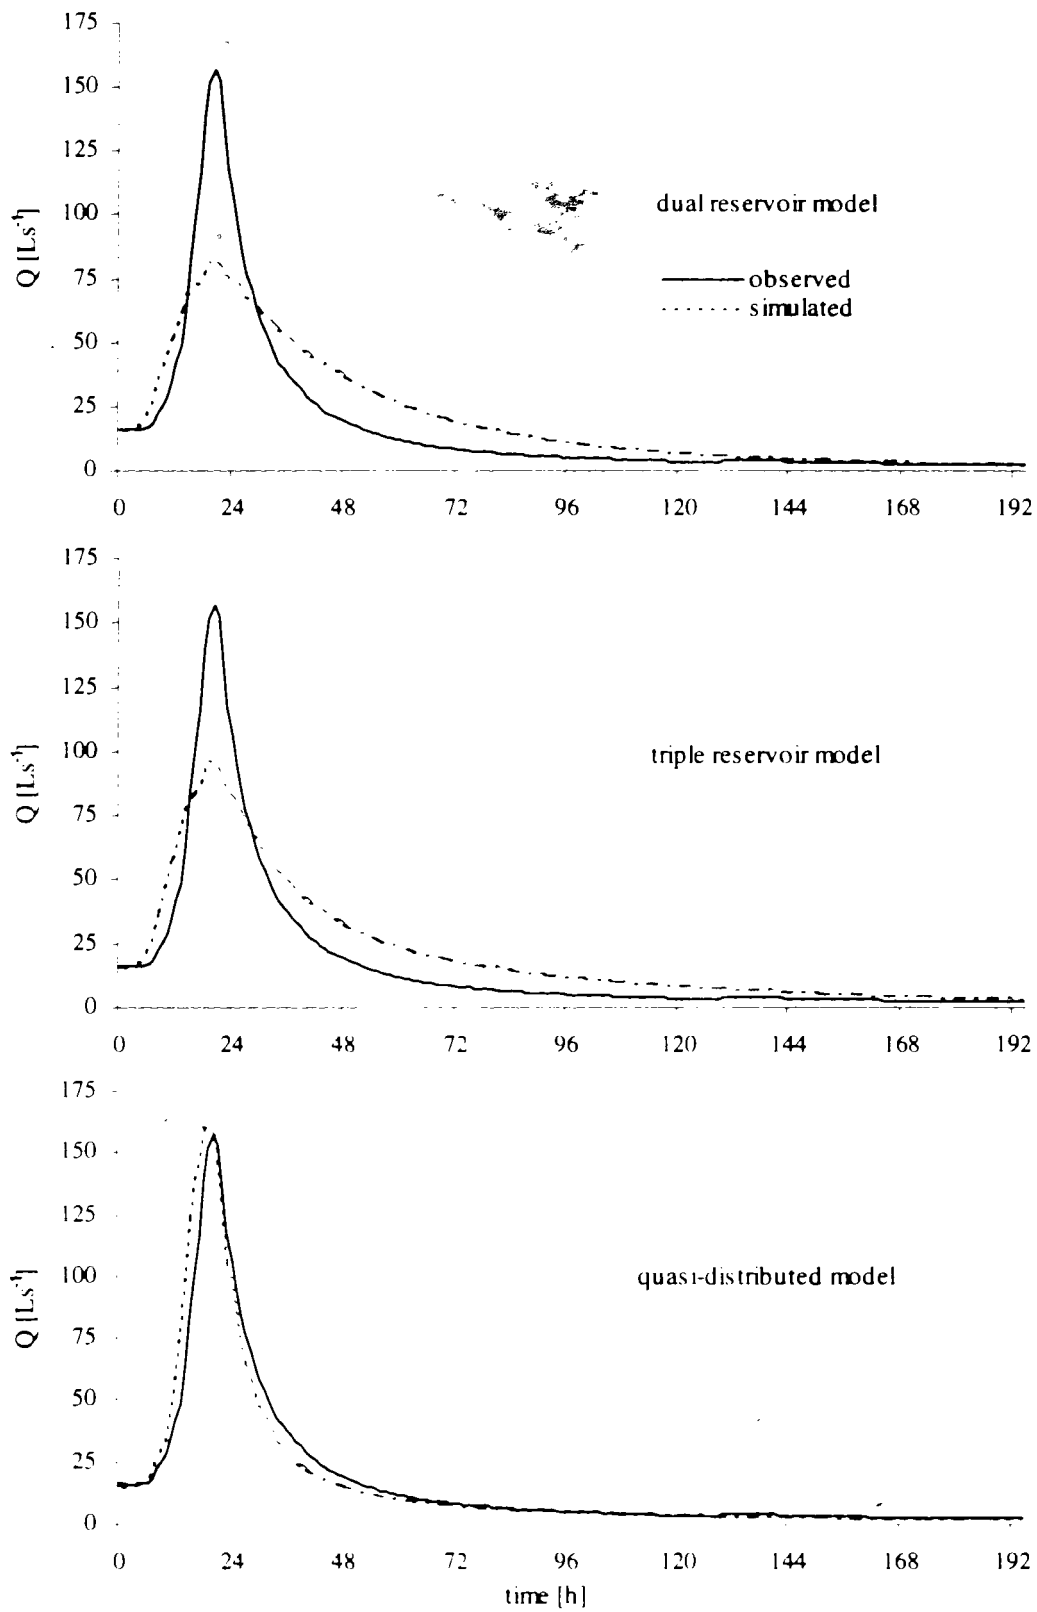 175
150
125
100
75
50
25
0
Q [Ls⁻¹]
dual reservoir model
observed
simulated
0 24 48 72 96 120 144 168 192
175
150
125
100
75
50
25
0
Q [Ls⁻¹]
triple reservoir model
0 24 48 72 96 120 144 168 192
175
150
125
100
75
50
25
0
Q [Ls⁻¹]
quasi-distributed model
0 24 48 72 96 120 144 168 192
time [h]